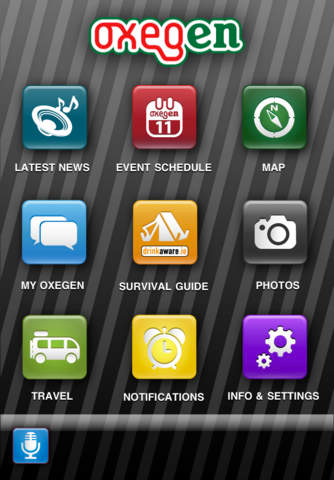 oxegen
oxegen
11
N
LATEST NEWS
EVENT SCHEDULE
MAP
drinkaware.ie
MY OXEGEN
SURVIVAL GUIDE
PHOTOS
TRAVEL
NOTIFICATIONS
INFO & SETTINGS